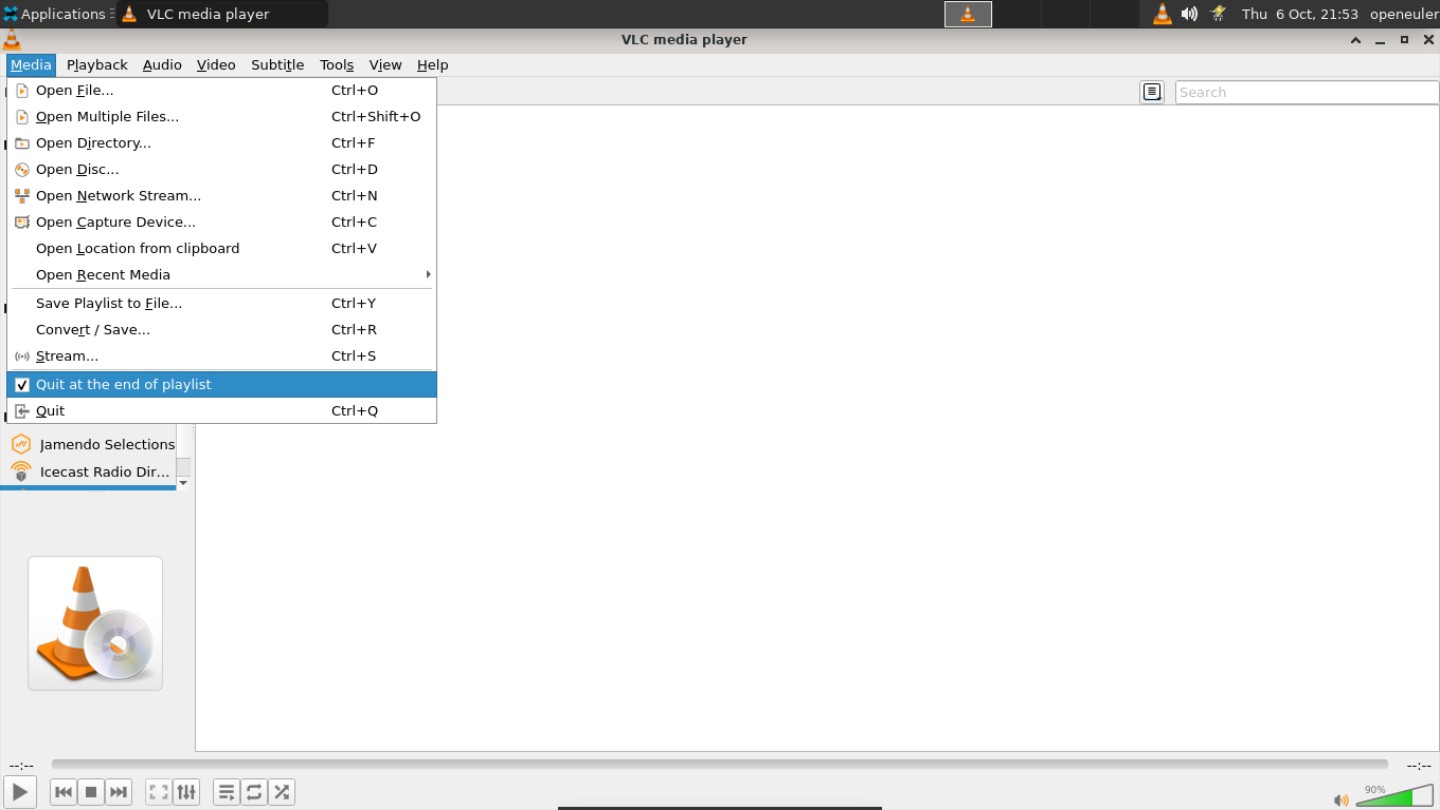 Applications
VLC media player
Thu 6 Oct, 21:53
openeuler
VLC media player
Media Playback Audio Video Subtitle Tools View Help
Open File... Ctrl+O
Search
Open Multiple Files... Ctrl+Shift+O
Open Directory... Ctrl+F
Open Disc... Ctrl+D
Open Network Stream... Ctrl+N
Open Capture Device... Ctrl+C
Open Location from clipboard Ctrl+V
Open Recent Media
Save Playlist to File... Ctrl+Y
Convert / Save... Ctrl+R
Stream... Ctrl+S
Quit at the end of playlist
Quit Ctrl+Q
Jamendo Selections
Icecast Radio Dir...
--:-- --:--
90%